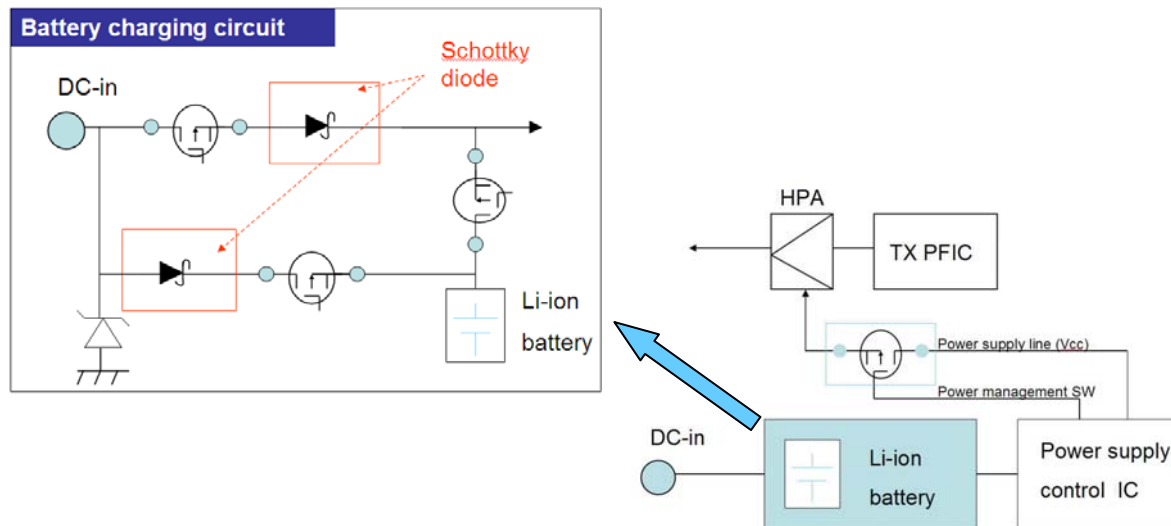 Battery charging circuit
Schottky
diode
DC-in
Li-ion
battery
HPA
TX PFIC
Power supply line (Vcc)
Power management SW
DC-in
Li-ion
battery
Power supply
control IC